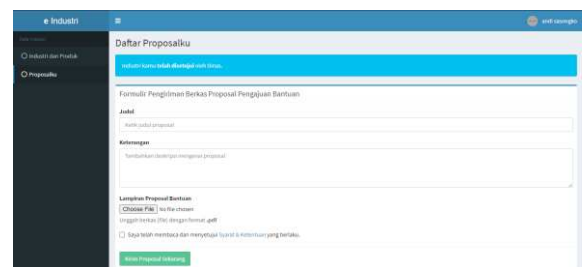 e Industri
andi sasongko
Industri dan Produk
Proposalku
Daftar Proposalku
Industri kamu telah disetujui oleh Dinas.
Formulir Pengiriman Berkas Proposal Pengajuan Bantuan
Judul
Ketik judul proposal
Keterangan
Tambahkan deskripsi mengenai proposal
Lampiran Proposal Bantuan
Choose File No file chosen
Unggah berkas (file) dengan format .pdf
Saya telah membaca dan menyetujui Syarat & Ketentuan yang berlaku.
Kirim Proposal Sekarang